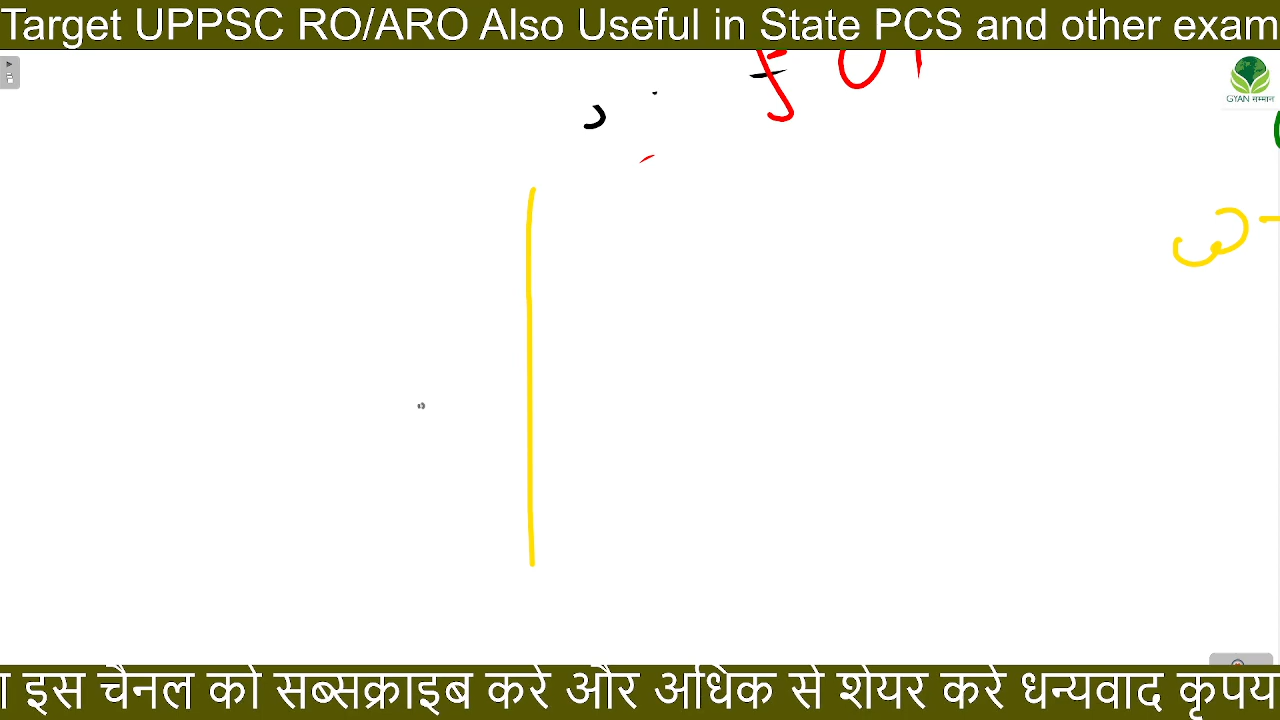 Target UPPSC RO/ARO Also Useful in State PCS and other exam
GYAN सम्मान
इस चैनल को सब्सक्राइब करे और अधिक से शेयर करे धन्यवाद कृपय